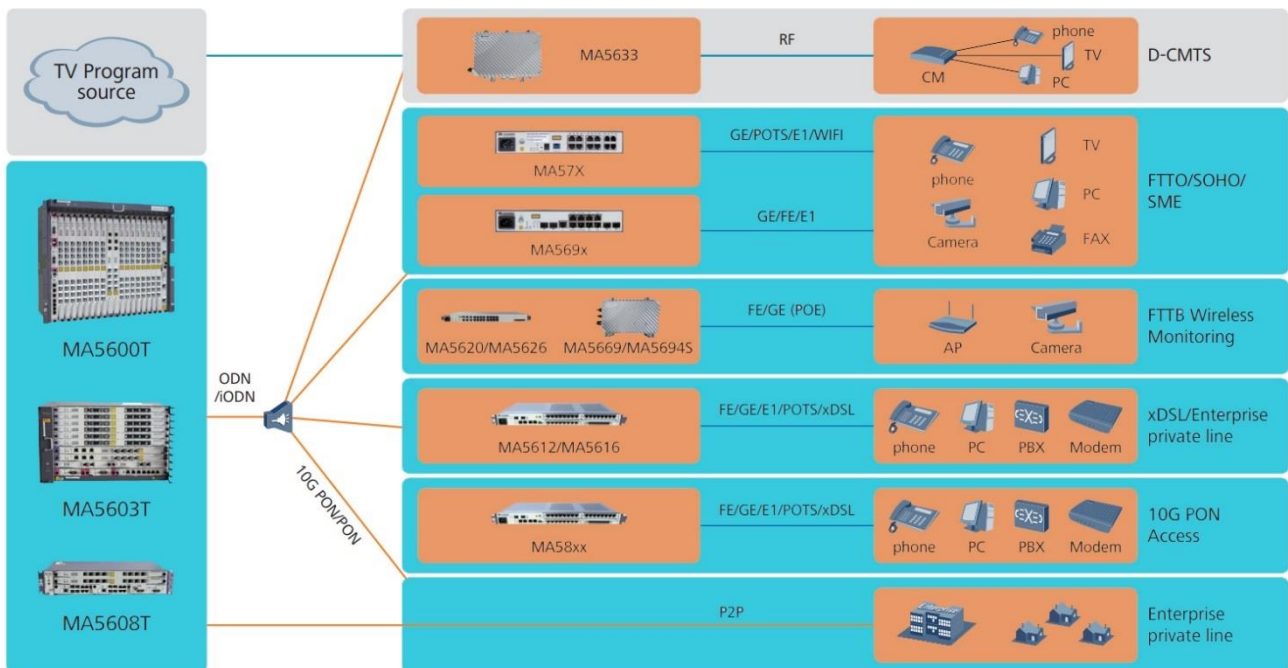 TV Program
source
MA5600T
MA5603T
MA5608T
ODN
/iODN
10G PON/PON
MA5633
RF
CM
phone
TV
PC
D-CMTS
MA57X
GE/POTS/E1/WIFI
MA569x
GE/FE/E1
phone
TV
PC
Camera
FAX
FTTO/SOHO/
SME
MA5620/MA5626
MA5669/MA5694S
FE/GE (POE)
AP
Camera
FTTB Wireless
Monitoring
MA5612/MA5616
FE/GE/E1/POTS/xDSL
phone
PC
PBX
Modem
xDSL/Enterprise
private line
MA58xx
FE/GE/E1/POTS/xDSL
phone
PC
PBX
Modem
10G PON
Access
P2P
Enterprise
private line